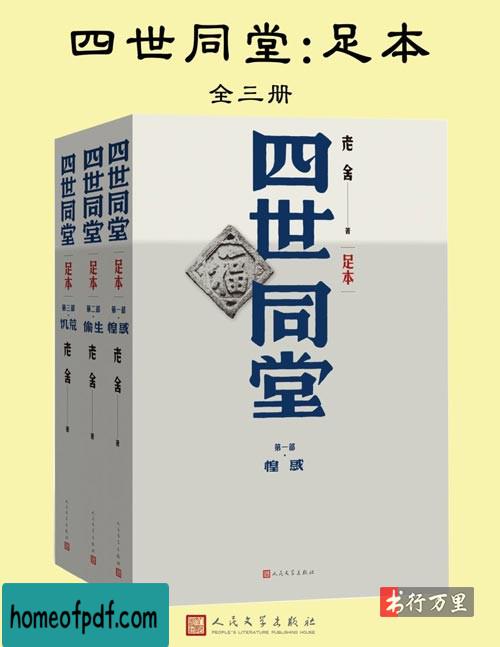 四世同堂:足本
全三册
四世同堂
足本
第三部·饥荒
老舍 著
四世同堂
足本
第二部·偷生
老舍 著
四世同堂
足本
第一部·惶惑
老舍 著
老舍 著
足本
四世同堂
福
第一部·
惶惑
人民文学出版社
homeofpdf.com
人民文学出版社
PEOPLE'S LITERATURE PUBLISHING HOUSE
书行万里